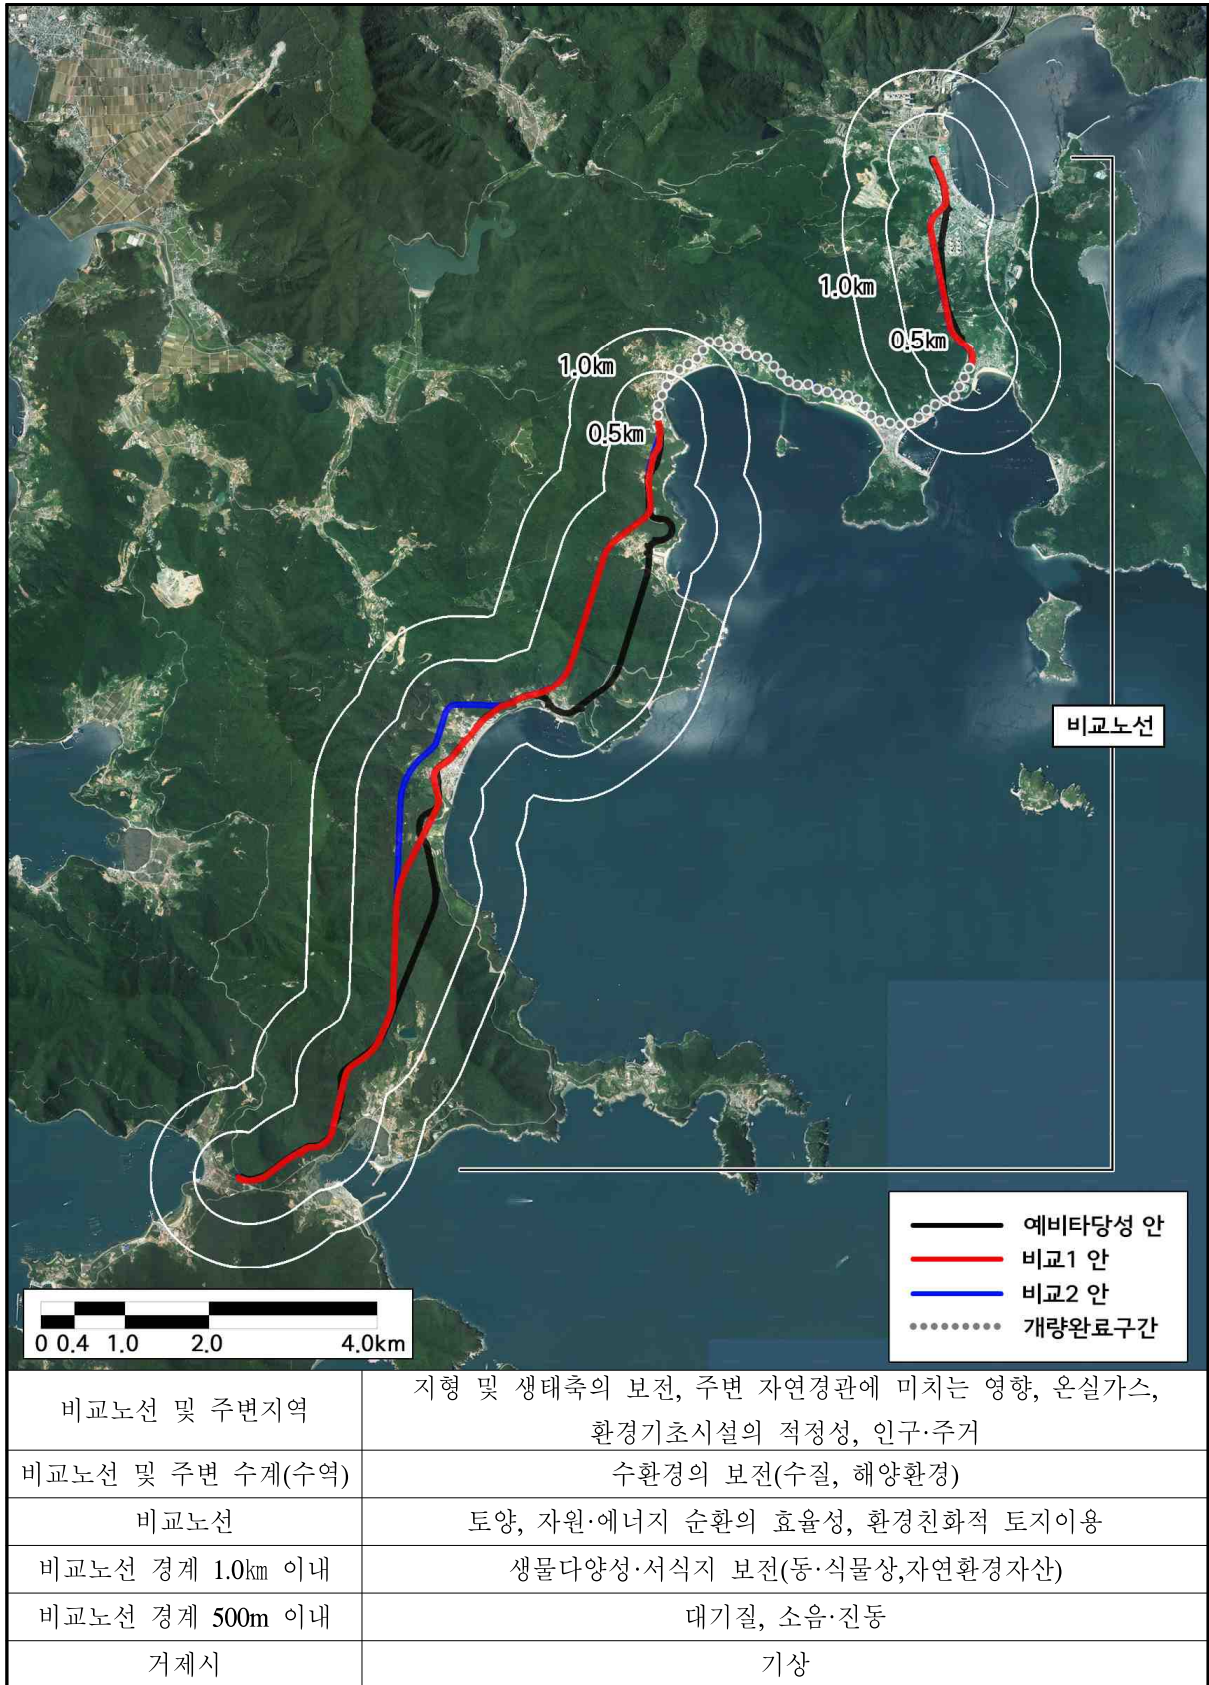 1.0km
0.5km
1.0km
0.5km
비교노선
예비타당성 안
비교1 안
비교2 안
개량완료구간
0 0.4 1.0 2.0 4.0km
비교노선 및 주변지역
지형 및 생태축의 보전, 주변 자연경관에 미치는 영향, 온실가스,
환경기초시설의 적정성, 인구·주거
비교노선 및 주변 수계(수역)
수환경의 보전(수질, 해양환경)
비교노선
토양, 자원·에너지 순환의 효율성, 환경친화적 토지이용
비교노선 경계 1.0㎞ 이내
생물다양성·서식지 보전(동·식물상,자연환경자산)
비교노선 경계 500m 이내
대기질, 소음·진동
거제시
기상